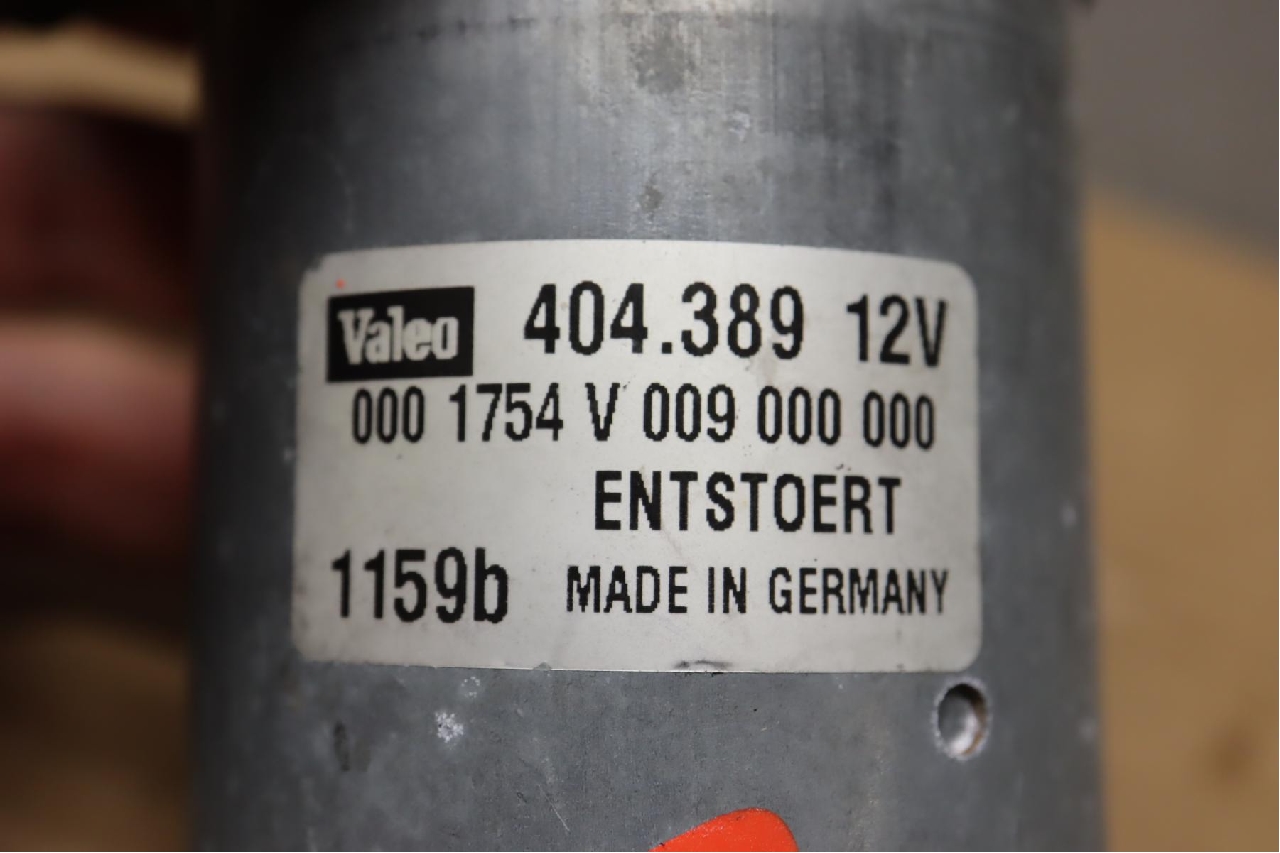 Valeo 404.389 12V
000 1754 V 009 000 000
ENTSTOERT
1159b MADE IN GERMANY